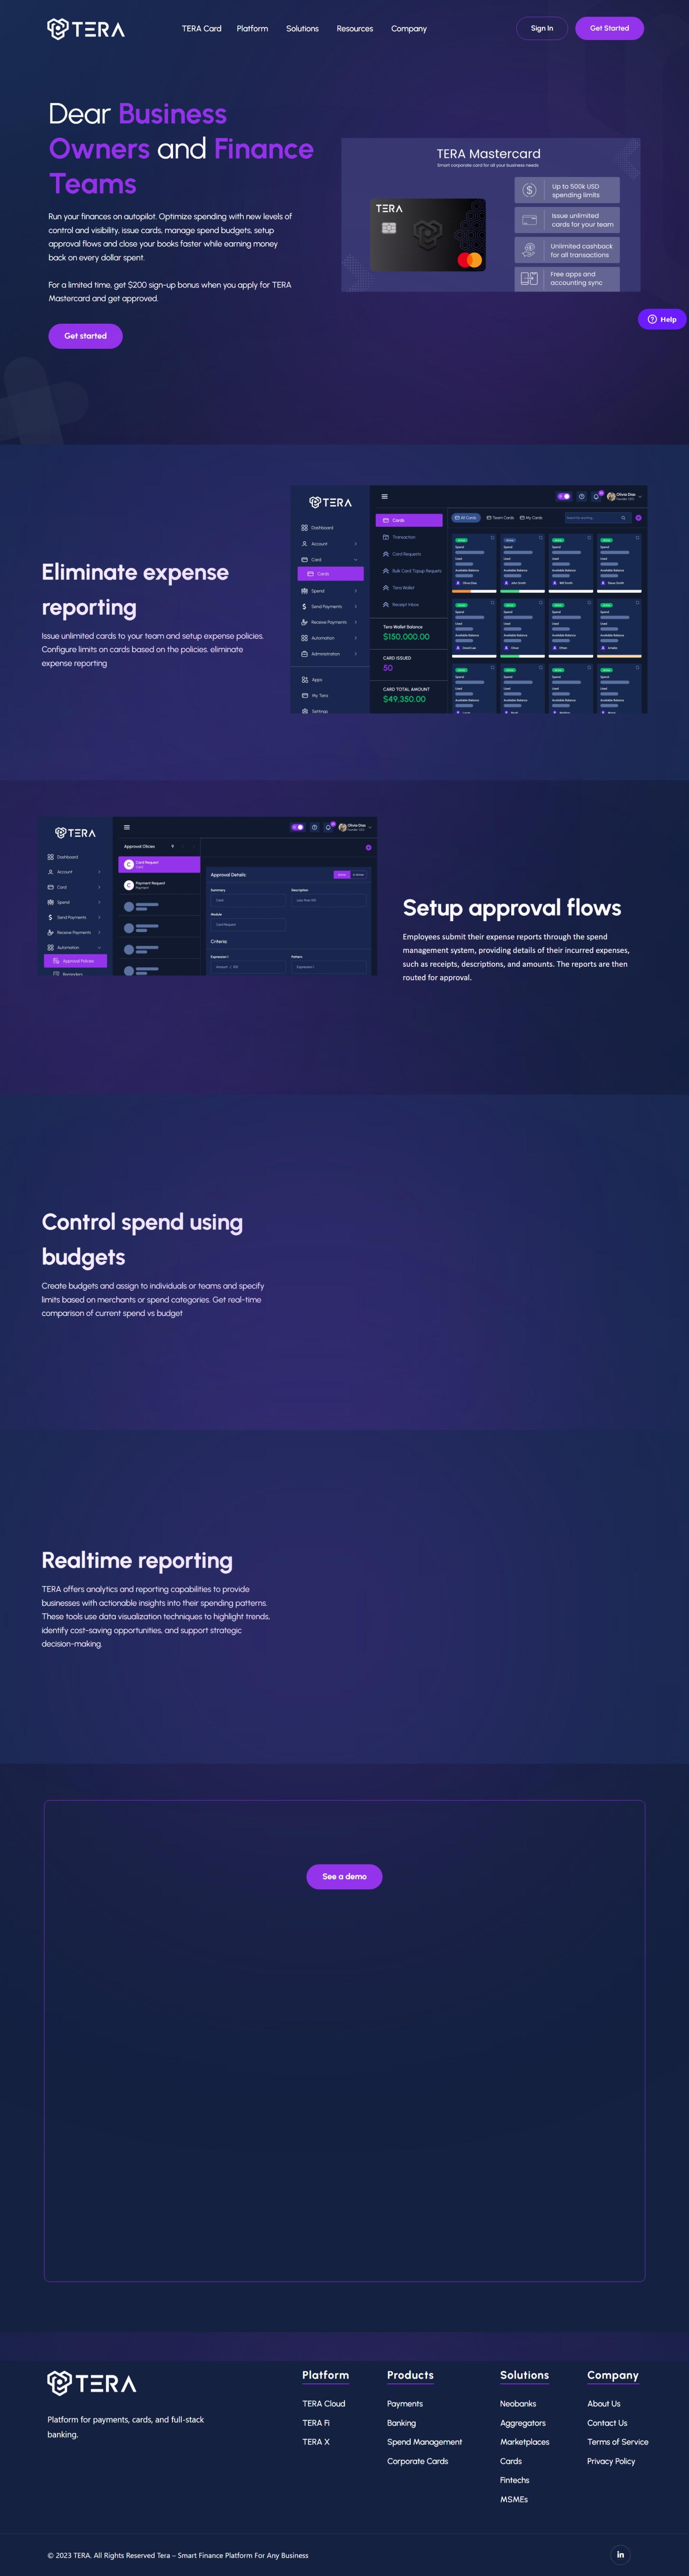 TERA
TERA Card Platform Solutions Resources Company Sign In Get Started
Dear Business
Owners and Finance
Teams
Run your finances on autopilot. Optimize spending with new levels of
control and visibility, issue cards, manage spend budgets, setup
approval flows and close your books faster while earning money
back on every dollar spent.
For a limited time, get $200 sign-up bonus when you apply for TERA
Mastercard and get approved.
Get started
TERA Mastercard
Smart corporate card for all your business needs
TERA
Up to 500k USD
spending limits
Issue unlimited
cards for your team
Unlimited cashback
for all transactions
Free apps and
accounting sync
Help
Eliminate expense
reporting
Issue unlimited cards to your team and setup expense policies.
Configure limits on cards based on the policies. eliminate
expense reporting
TERA
Dashboard
Account
Card
Cards
Spend
Send Payments
Receive Payments
Automation
Administration
Apps
My Tera
Settings
Cards
Transaction
Card Requests
Bulk Card Topup Requests
Tera Wallet
Receipt Inbox
Tera Wallet Balance
$150,000.00
CARD ISSUED
50
CARD TOTAL AMOUNT
$49,350.00
All Cards Team Cards My Cards
Olivia Dias
TERA
Dashboard
Account
Card
Spend
Send Payments
Receive Payments
Automation
Approval Policies
Reminders
Approval Olicies
Card Request
Payment Request
Payment
Olivia Dias
Approval Details
Summary Description
Module
Card Request
Criteria
Expression 1 Pattern
Amount > 100 Expression 1
Setup approval flows
Employees submit their expense reports through the spend
management system, providing details of their incurred expenses,
such as receipts, descriptions, and amounts. The reports are then
routed for approval.
Control spend using
budgets
Create budgets and assign to individuals or teams and specify
limits based on merchants or spend categories. Get real-time
comparison of current spend vs budget
Realtime reporting
TERA offers analytics and reporting capabilities to provide
businesses with actionable insights into their spending patterns.
These tools use data visualization techniques to highlight trends,
identify cost-saving opportunities, and support strategic
decision-making.
See a demo
TERA
Platform for payments, cards, and full-stack
banking.
Platform
TERA Cloud
TERA Fi
TERA X
Products
Payments
Banking
Spend Management
Corporate Cards
Solutions
Neobanks
Aggregators
Marketplaces
Cards
Fintechs
MSMEs
Company
About Us
Contact Us
Terms of Service
Privacy Policy
© 2023 TERA. All Rights Reserved Tera – Smart Finance Platform For Any Business
in